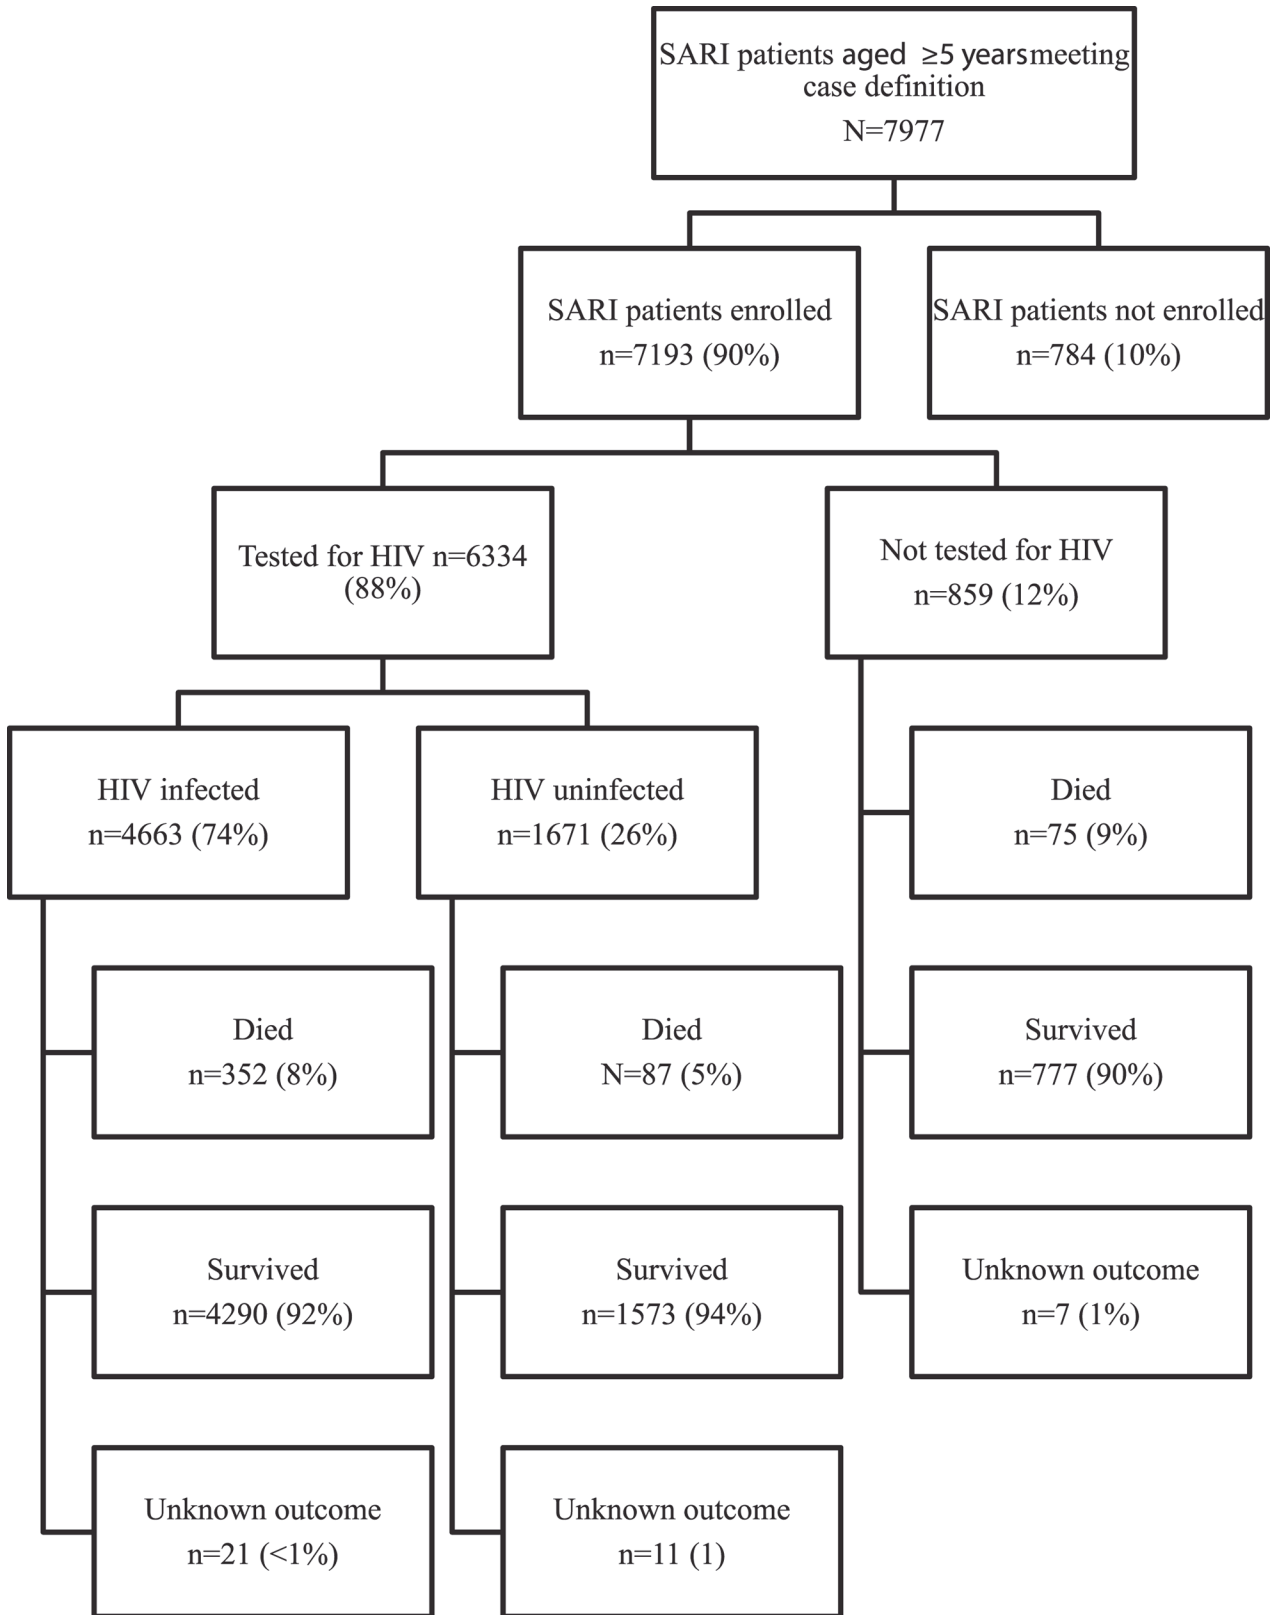 SARI patients aged ≥5 years meeting
case definition
N=7977
SARI patients enrolled
n=7193 (90%)
SARI patients not enrolled
n=784 (10%)
Tested for HIV n=6334
(88%)
Not tested for HIV
n=859 (12%)
HIV infected
n=4663 (74%)
HIV uninfected
n=1671 (26%)
Died
n=75 (9%)
Died
n=352 (8%)
Died
N=87 (5%)
Survived
n=777 (90%)
Survived
n=4290 (92%)
Survived
n=1573 (94%)
Unknown outcome
n=7 (1%)
Unknown outcome
n=21 (<1%)
Unknown outcome
n=11 (1)